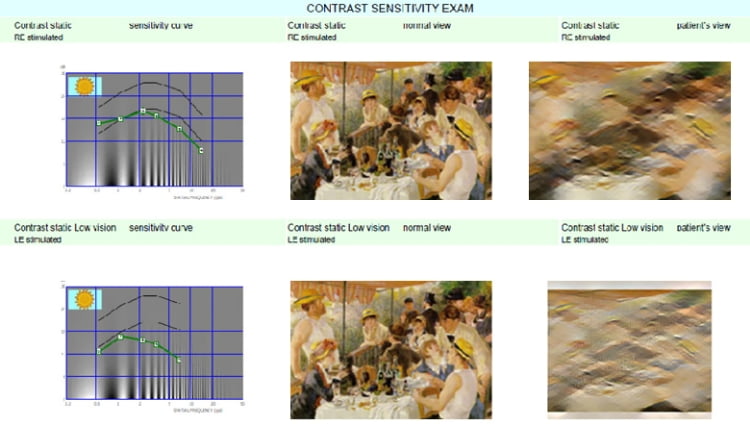 CONTRAST SENSITIVITY EXAM
Contrast static sensitivity curve
RE stimulated
Contrast static normal view
RE stimulated
Contrast static patient's view
RE stimulated
Contrast static Low vision sensitivity curve
LE stimulated
Contrast static Low vision normal view
LE stimulated
Contrast static Low vision patient's view
LE stimulated